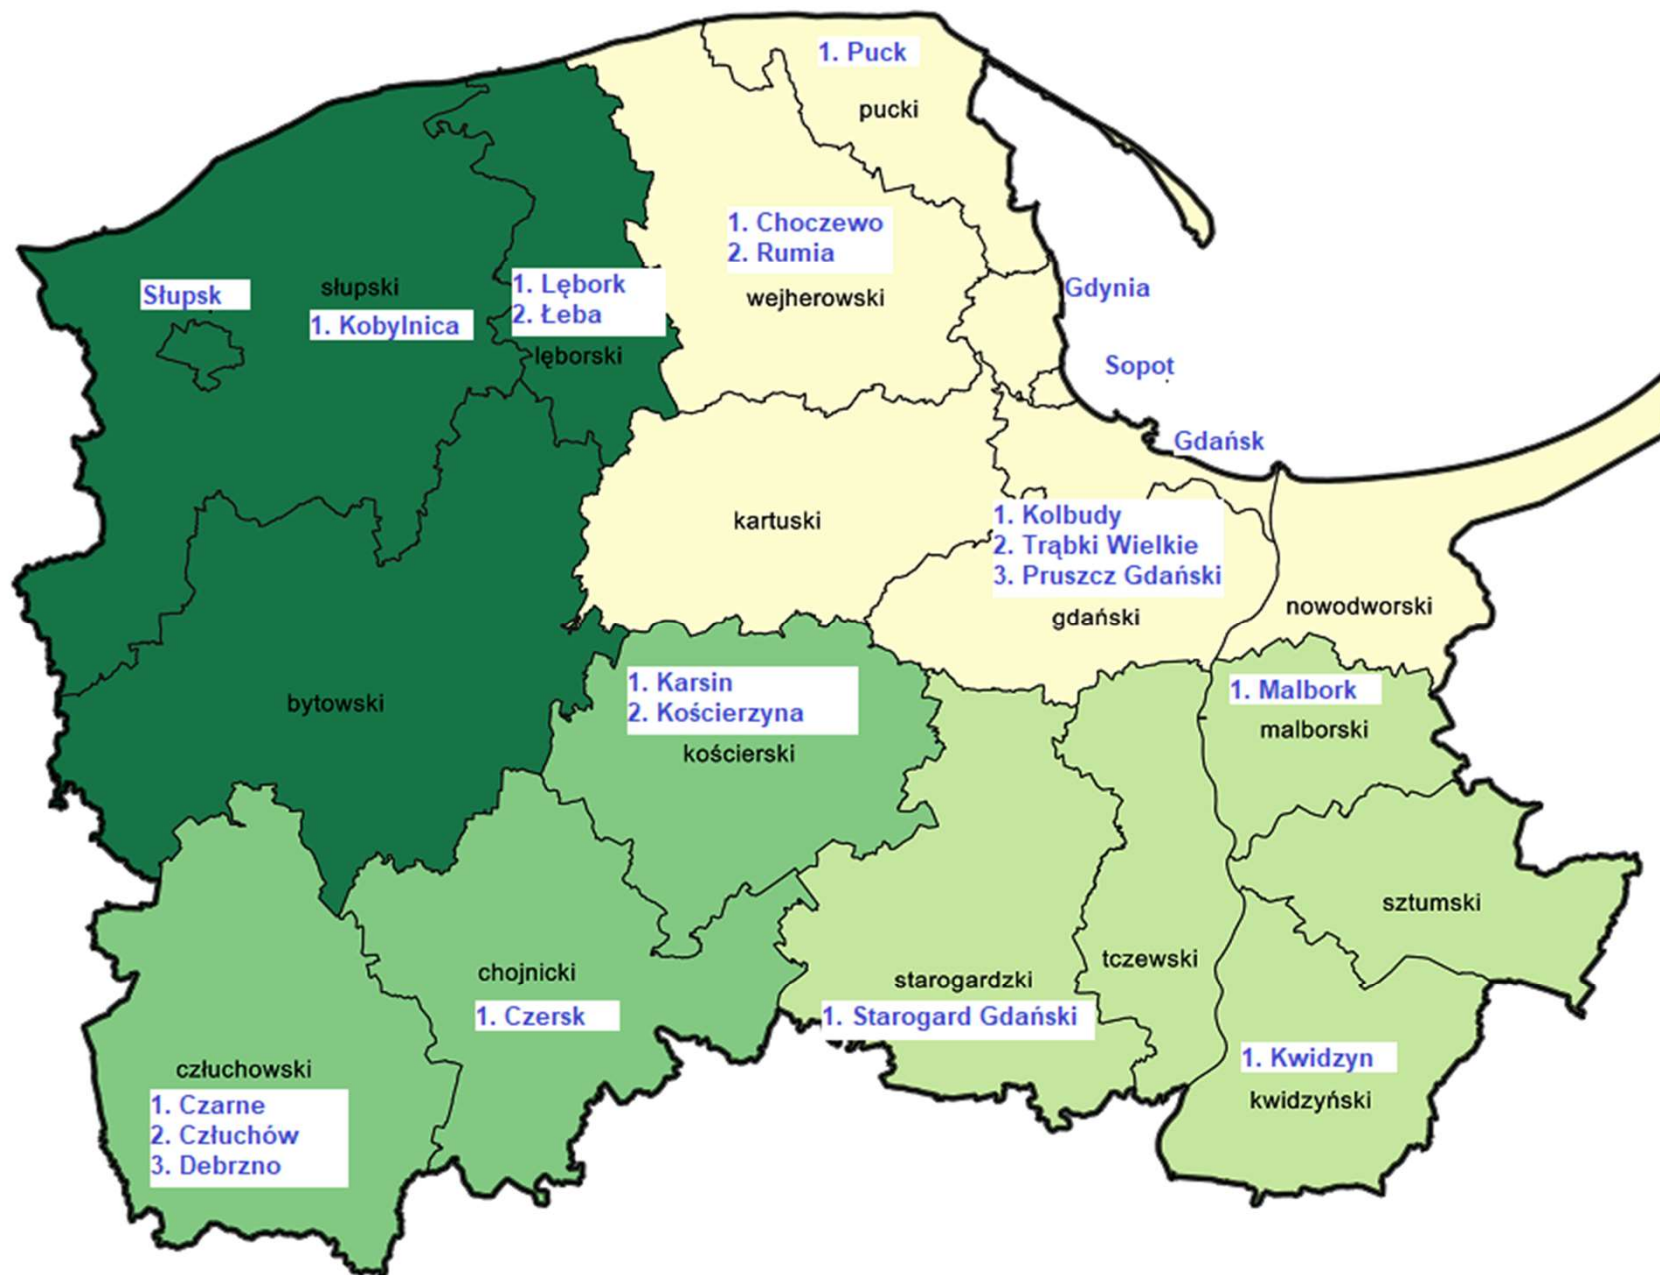 1. Puck
pucki
1. Choczewo
2. Rumia
wejherowski
Słupsk
słupski
1. Kobylnica
1. Lębork
2. Łeba
lęborski
Gdynia
Sopot
Gdańsk
kartuski
1. Kolbudy
2. Trąbki Wielkie
3. Pruszcz Gdański
gdański
nowodworski
bytowski
1. Karsin
2. Kościerzyna
kościerski
1. Malbork
malborski
sztumski
chojnicki
1. Czersk
starogardzki
1. Starogard Gdański
tczewski
człuchowski
1. Czarne
2. Człuchów
3. Debrzno
1. Kwidzyn
kwidzyński